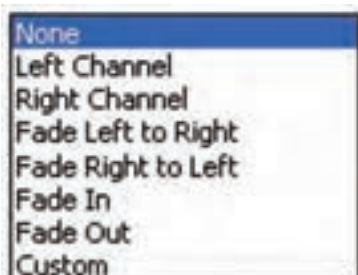 None
Left Channel
Right Channel
Fade Left to Right
Fade Right to Left
Fade In
Fade Out
Custom